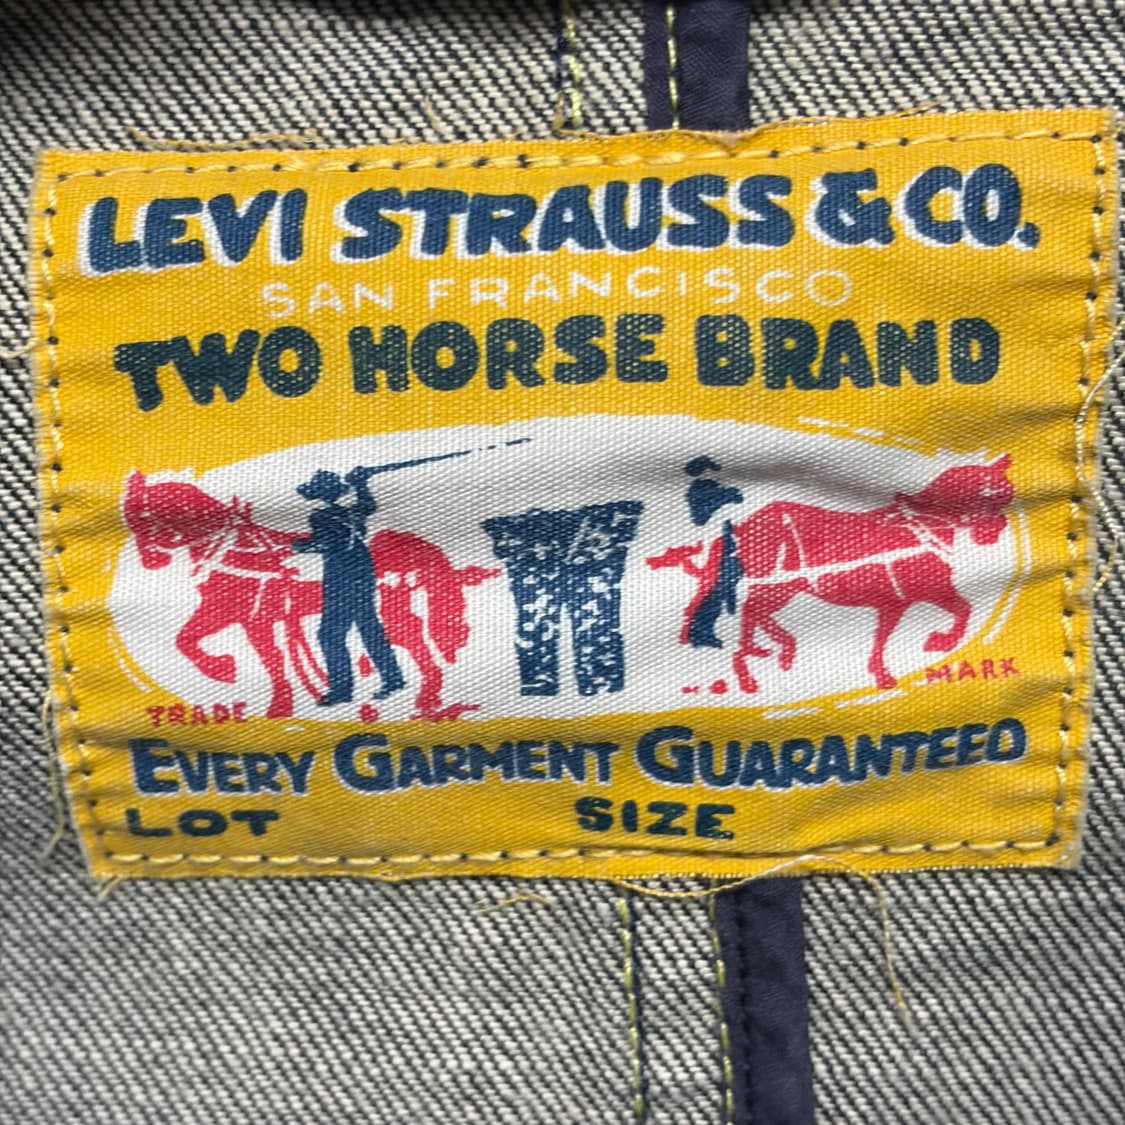 LEVI STRAUSS & CO.
SAN FRANCISCO
TWO HORSE BRAND
TRADE MARK
EVERY GARMENT GUARANTEED
LOT SIZE